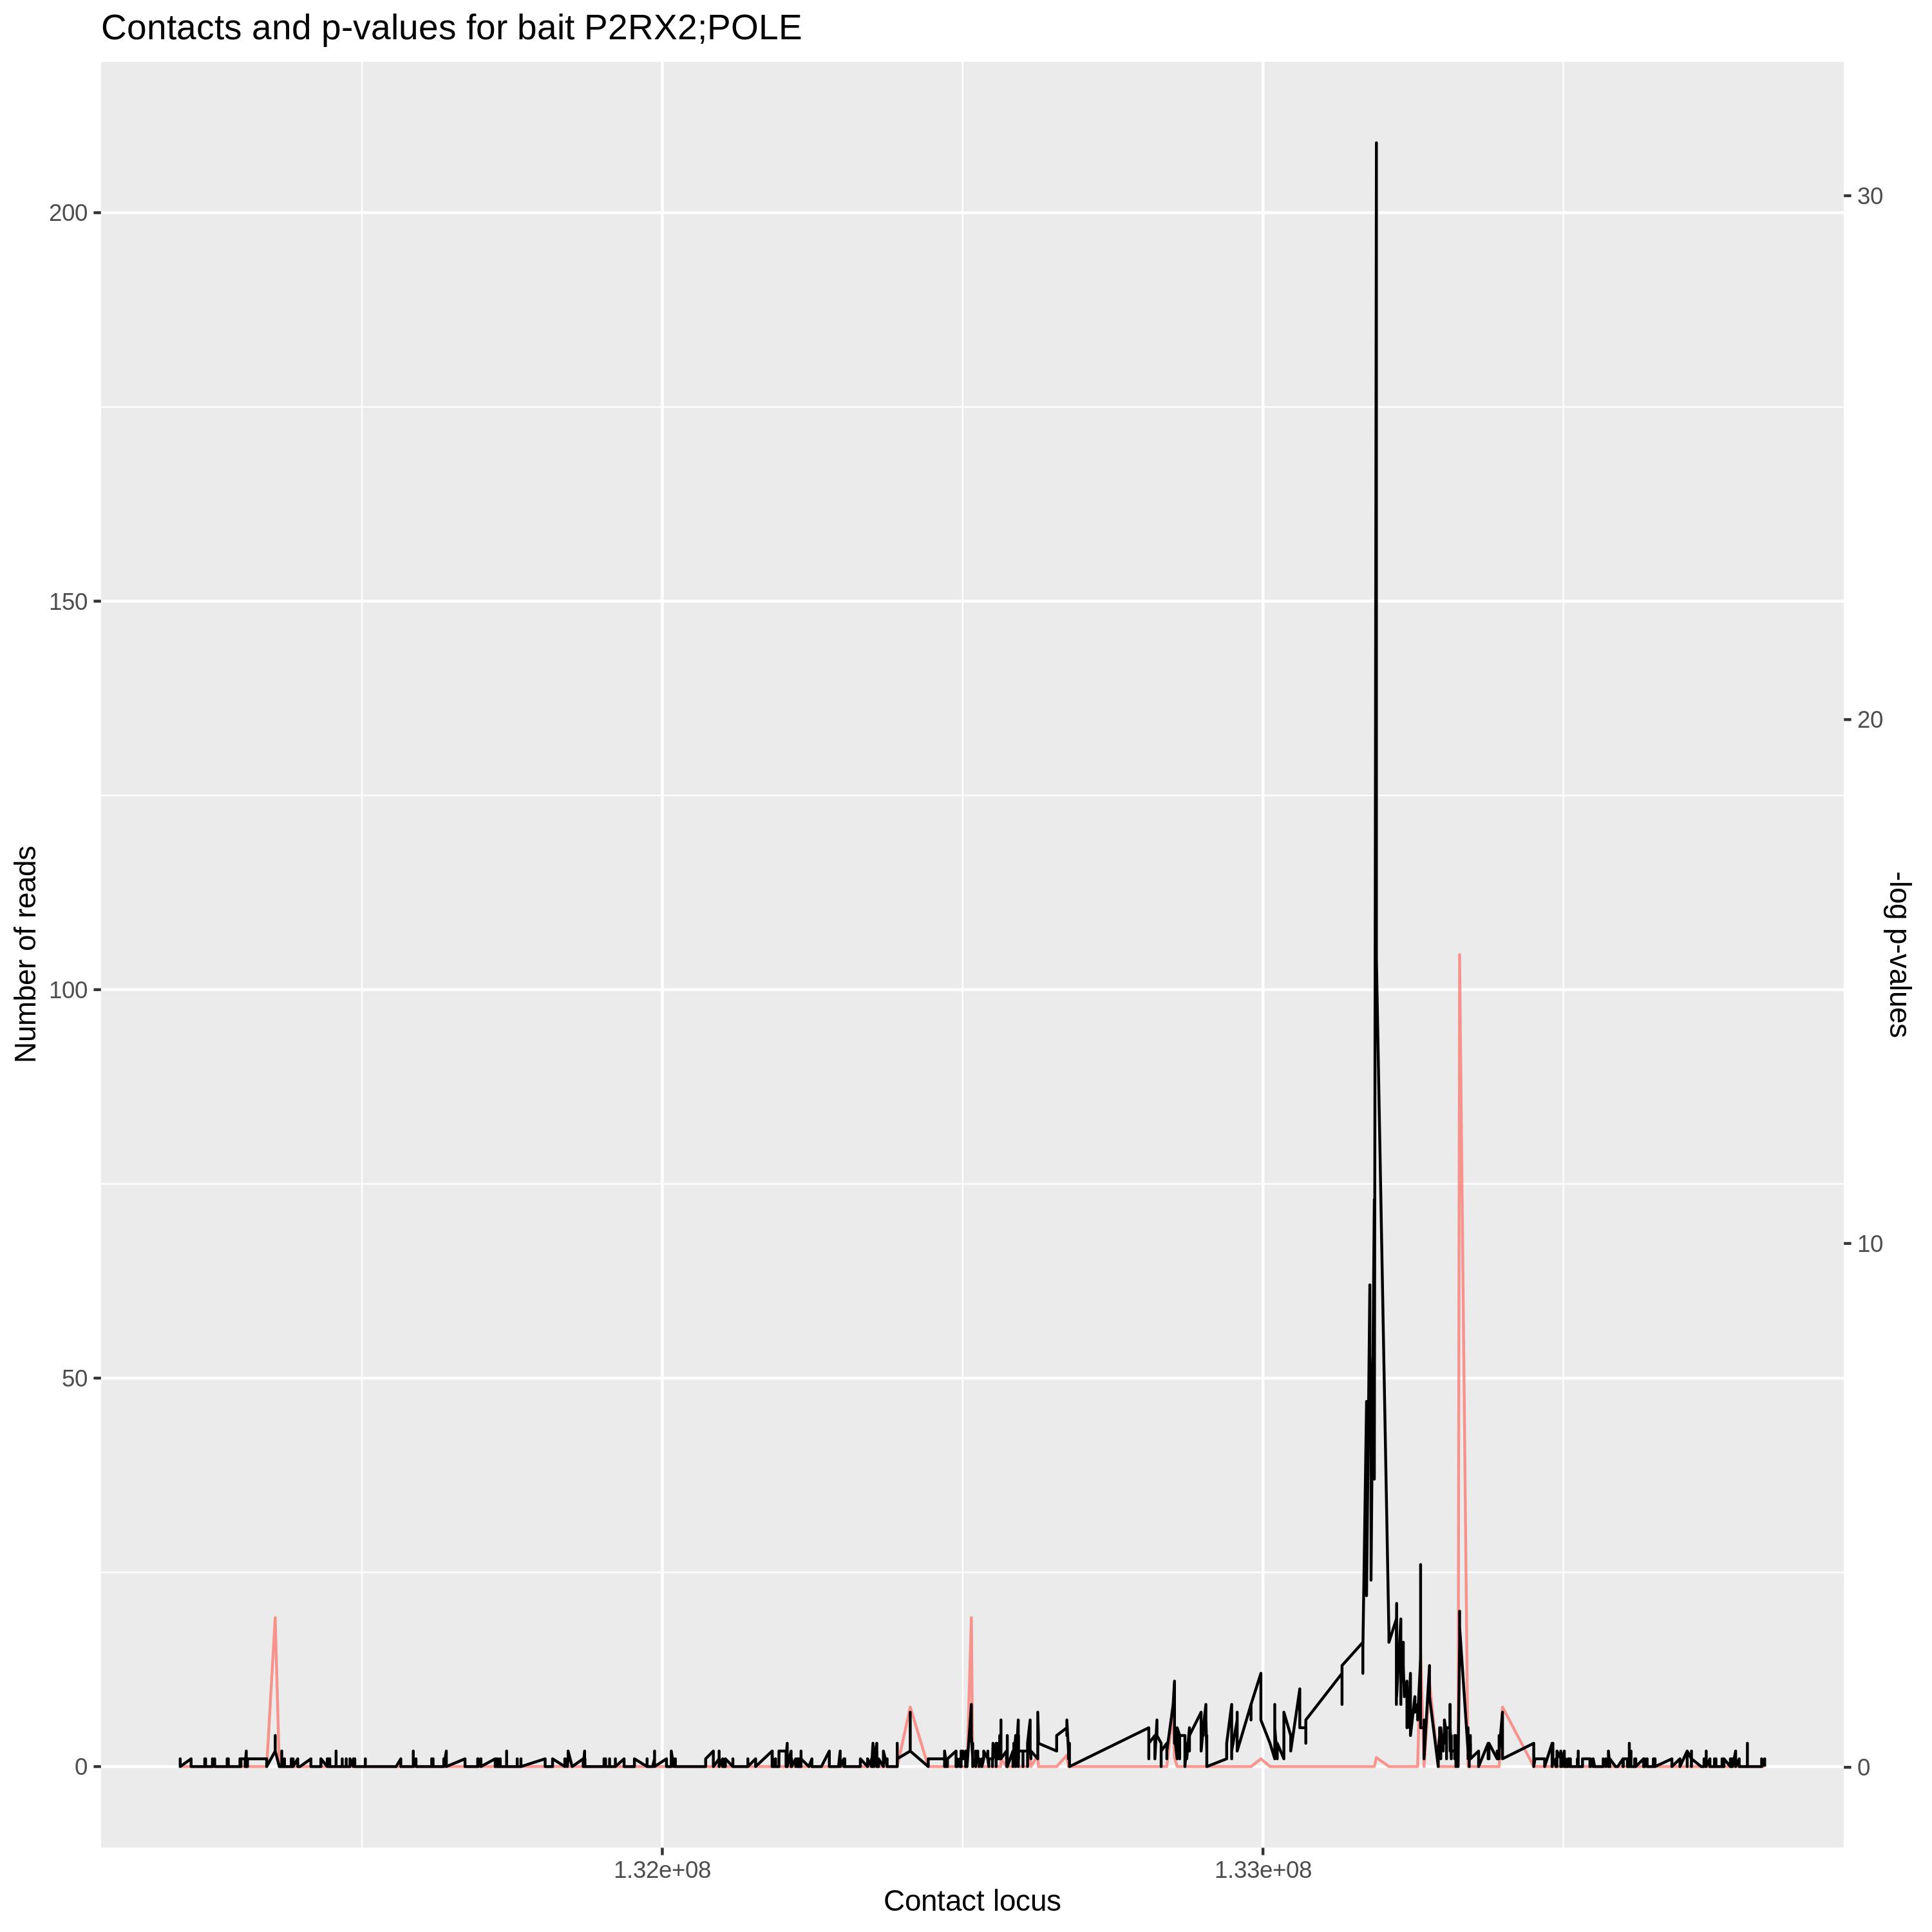 Contacts and p-values for bait P2RX2;POLE
200
150
100
50
0
Number of reads
30
20
10
0
-log p-values
1.32e+08
1.33e+08
Contact locus